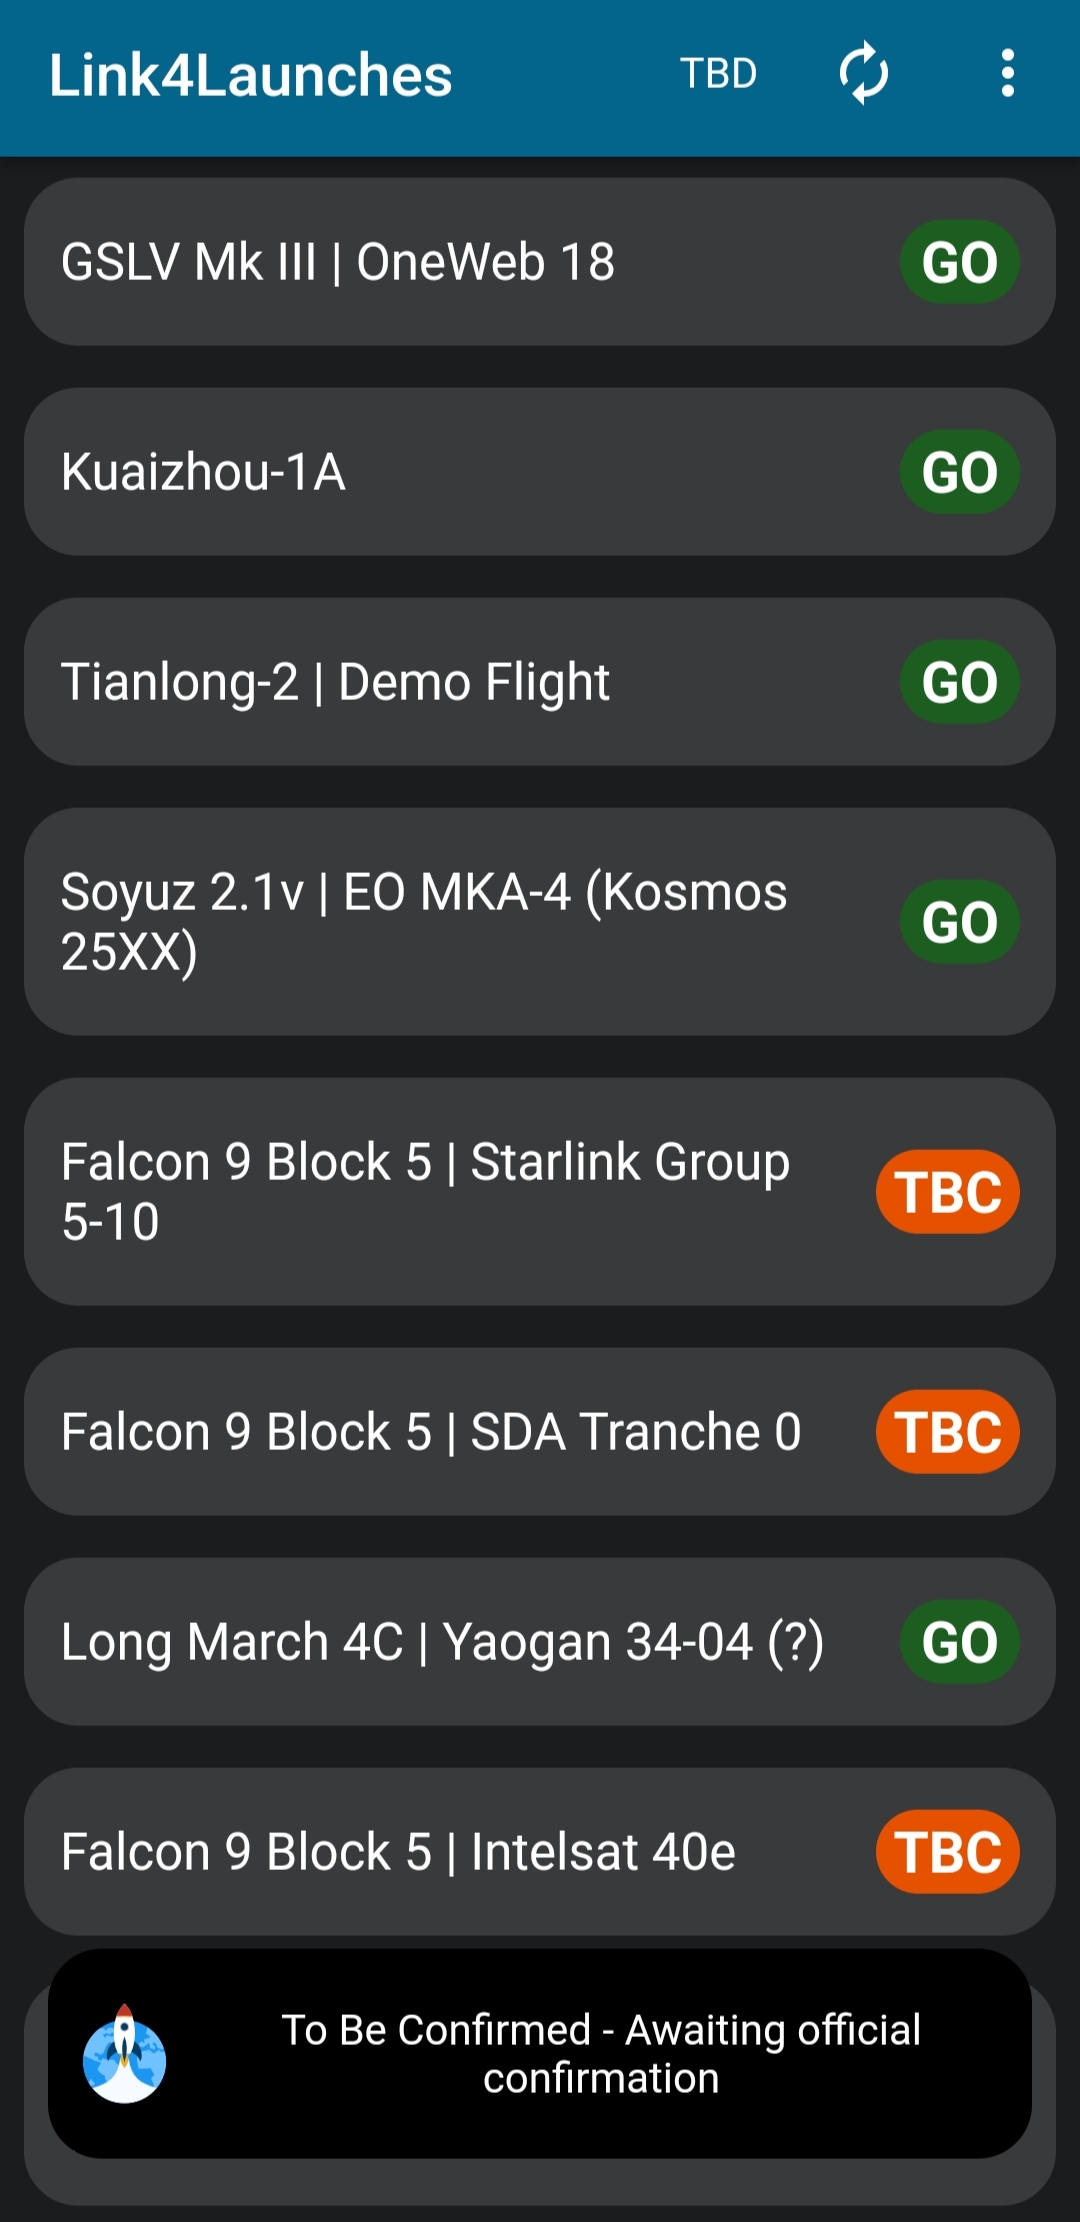 Link4Launches
TBD
GSLV Mk III | OneWeb 18
GO
Kuaizhou-1A
GO
Tianlong-2 | Demo Flight
GO
Soyuz 2.1v | EO MKA-4 (Kosmos
25XX)
GO
Falcon 9 Block 5 | Starlink Group
5-10
TBC
Falcon 9 Block 5 | SDA Tranche 0
TBC
Long March 4C | Yaogan 34-04 (?)
GO
Falcon 9 Block 5 | Intelsat 40e
TBC
To Be Confirmed - Awaiting official
confirmation